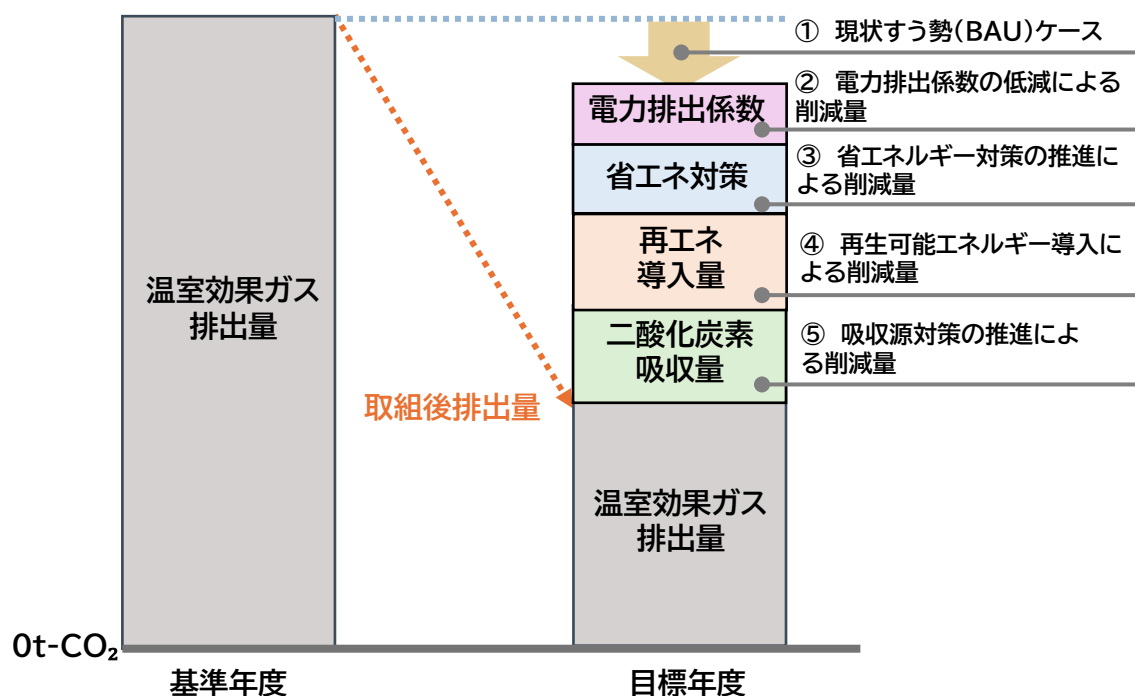 ① 現状すう勢(BAU)ケース
② 電力排出係数の低減による
削減量
電力排出係数
③ 省エネルギー対策の推進に
よる削減量
省エネ対策
④ 再生可能エネルギー導入に
よる削減量
再エネ
導入量
温室効果ガス
排出量
⑤ 吸収源対策の推進によ
る削減量
二酸化炭素
吸収量
取組後排出量
温室効果ガス
排出量
0t-CO₂
基準年度
目標年度